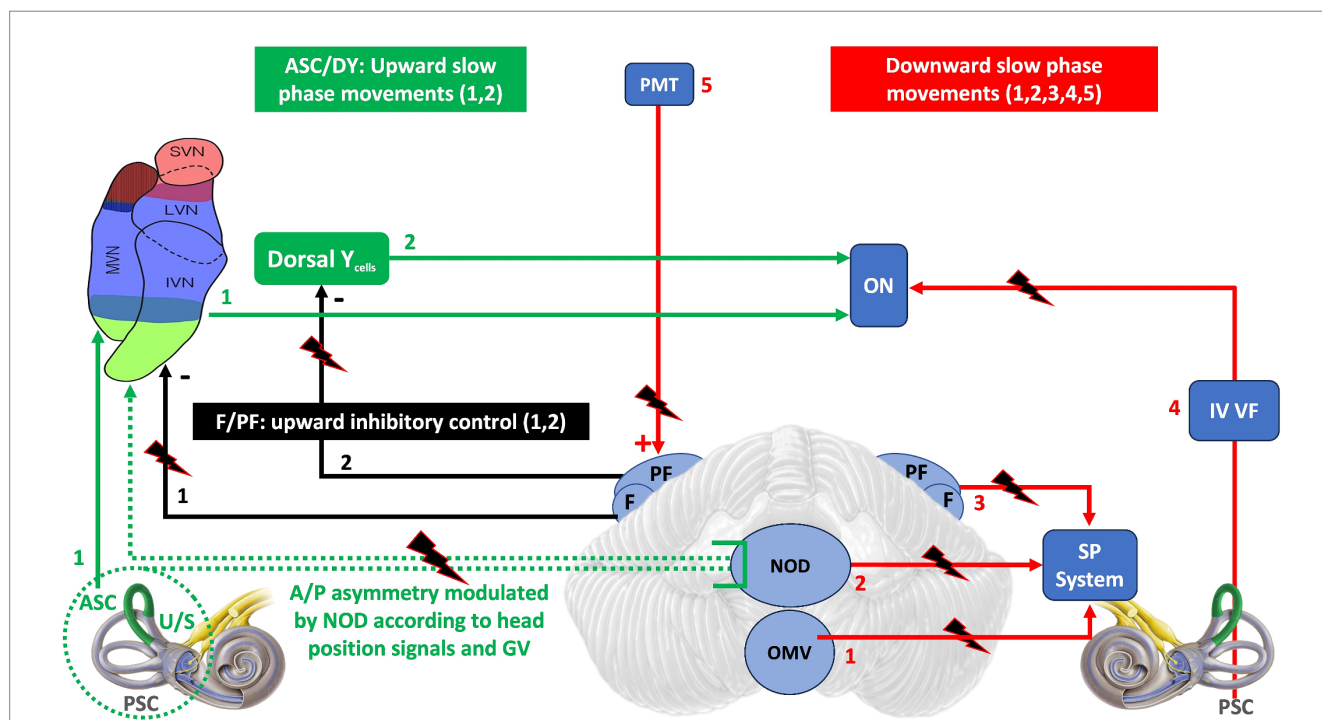 ASC/DY: Upward slow
phase movements (1,2)
PMT
5
Downward slow phase
movements (1,2,3,4,5)
SVN
LVN
MVN
IVN
Dorsal Y cells
2
1
-
ON
-
F/PF: upward inhibitory control (1,2)
4
IV VF
+
2
1
PF
F
PF
F
3
1
NOD
2
SP
System
ASC
U/S
A/P asymmetry modulated
by NOD according to head
position signals and GV
OMV
1
PSC
PSC